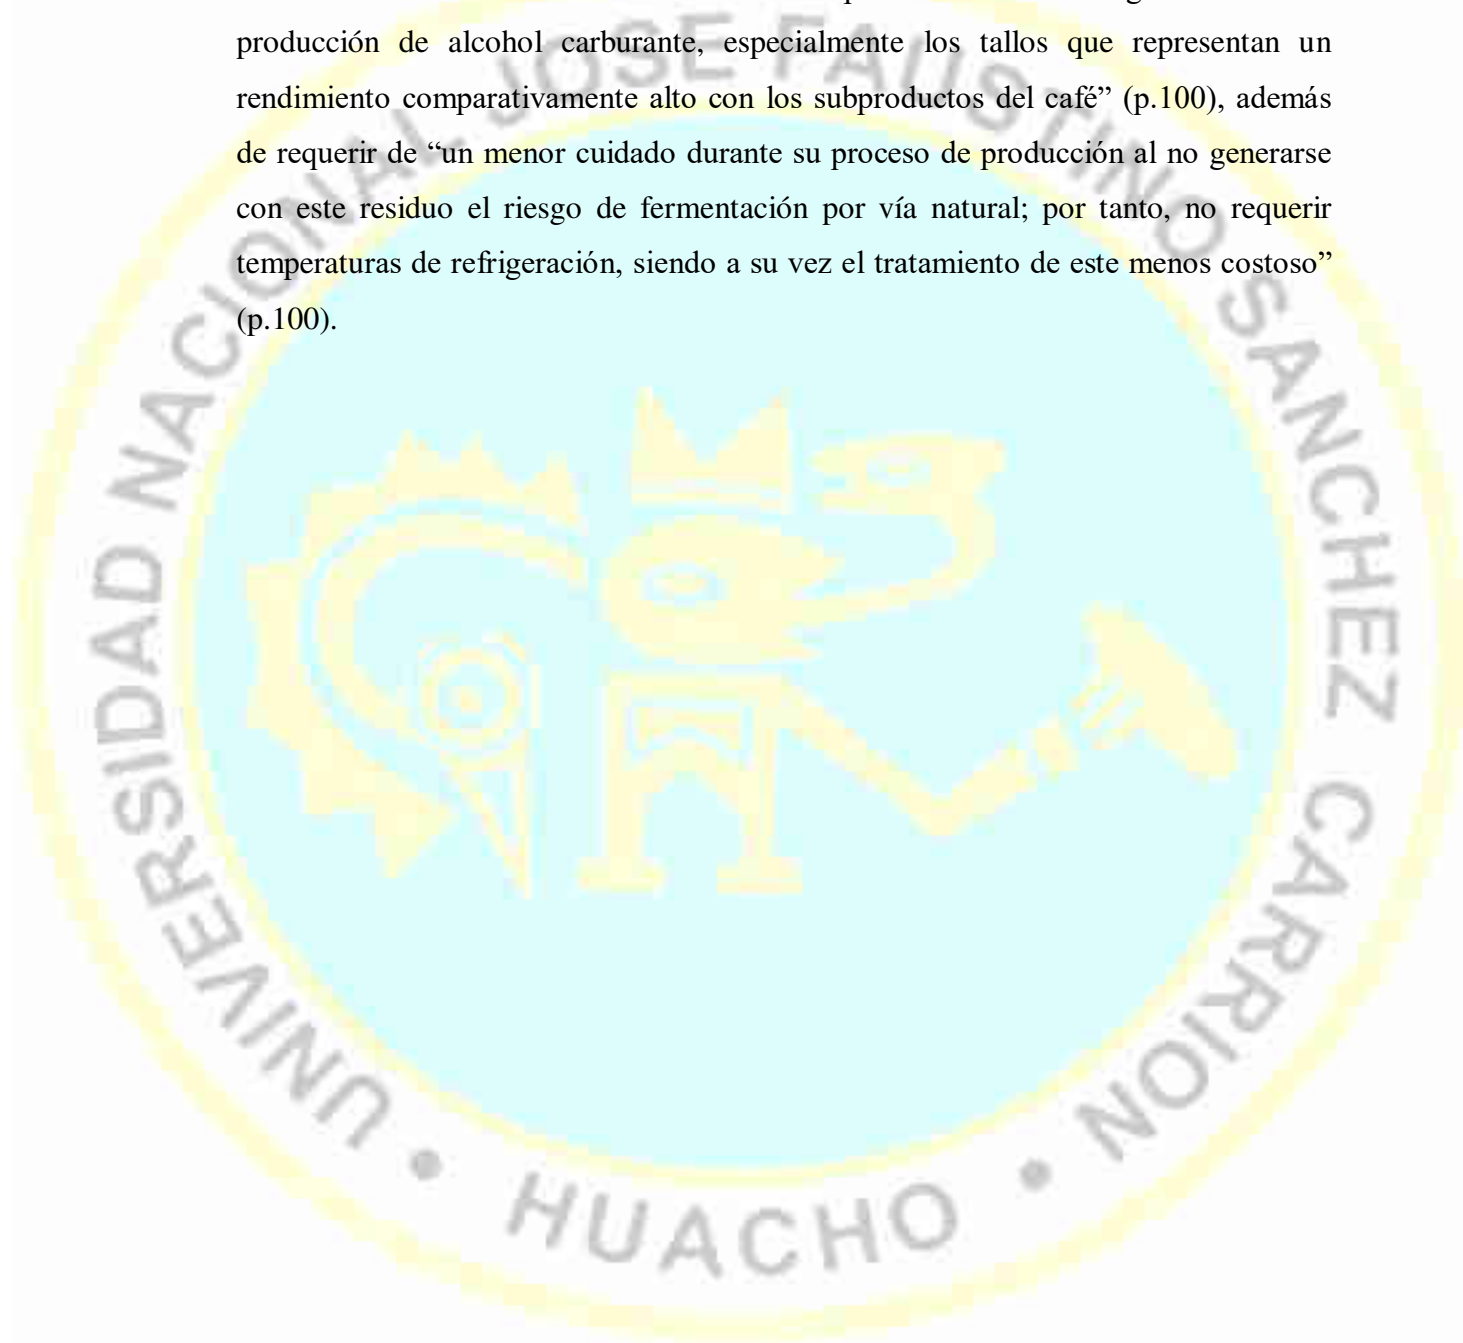 producción de alcohol carburante, especialmente los tallos que representan un
rendimiento comparativamente alto con los subproductos del café” (p.100), además
de requerir de “un menor cuidado durante su proceso de producción al no generarse
con este residuo el riesgo de fermentación por vía natural; por tanto, no requerir
temperaturas de refrigeración, siendo a su vez el tratamiento de este menos costoso”
(p.100).
UNIVERSIDAD NACIONAL JOSE FAUSTINO SANCHEZ CARRION • HUACHO •